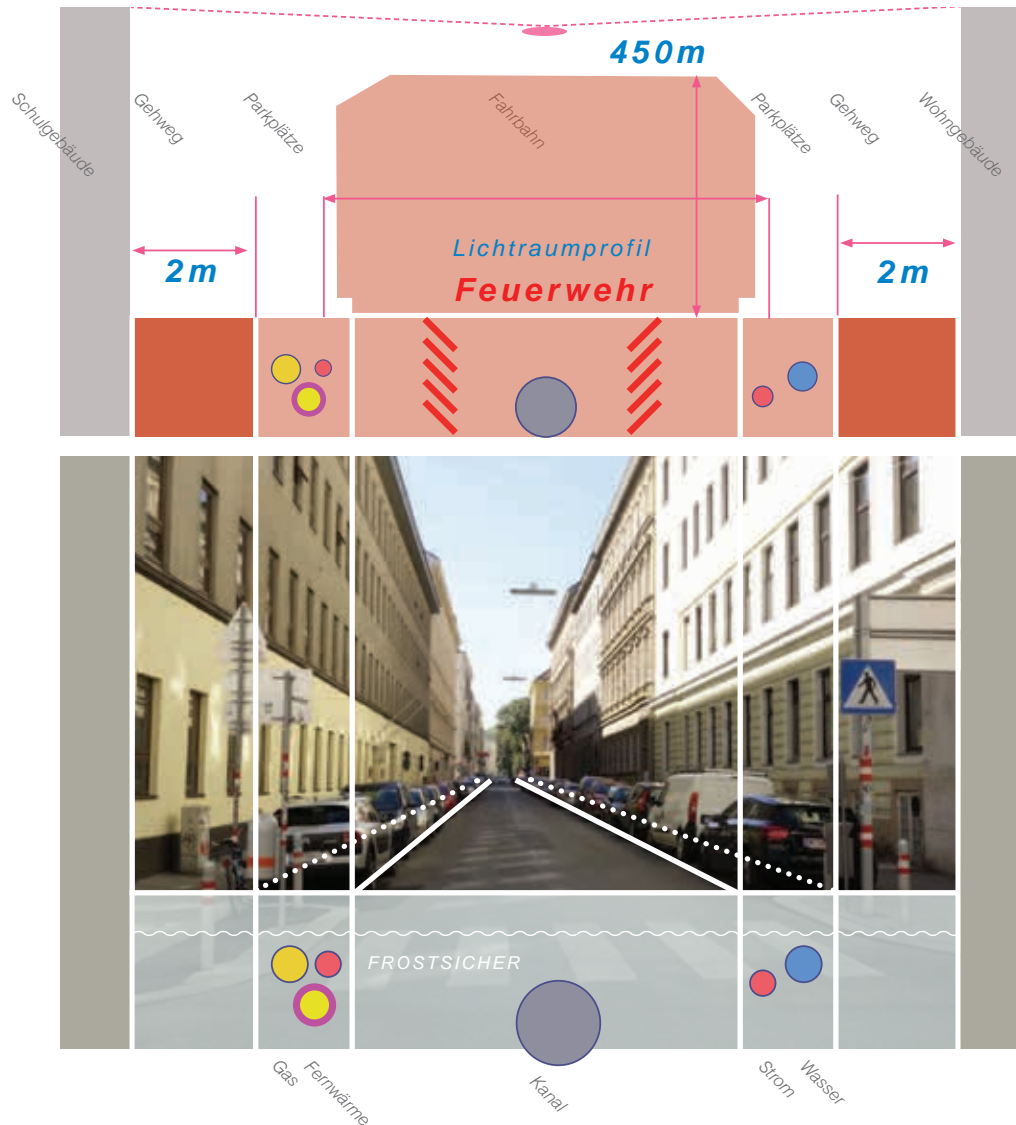 450m
Schulgebäude
Gehweg
Parkplätze
Fahrbahn
Parkplätze
Gehweg
Wohngebäude
Lichtraumprofil
2m
Feuerwehr
2m
FROSTSICHER
Gas
Fernwärme
Kanal
Strom
Wasser